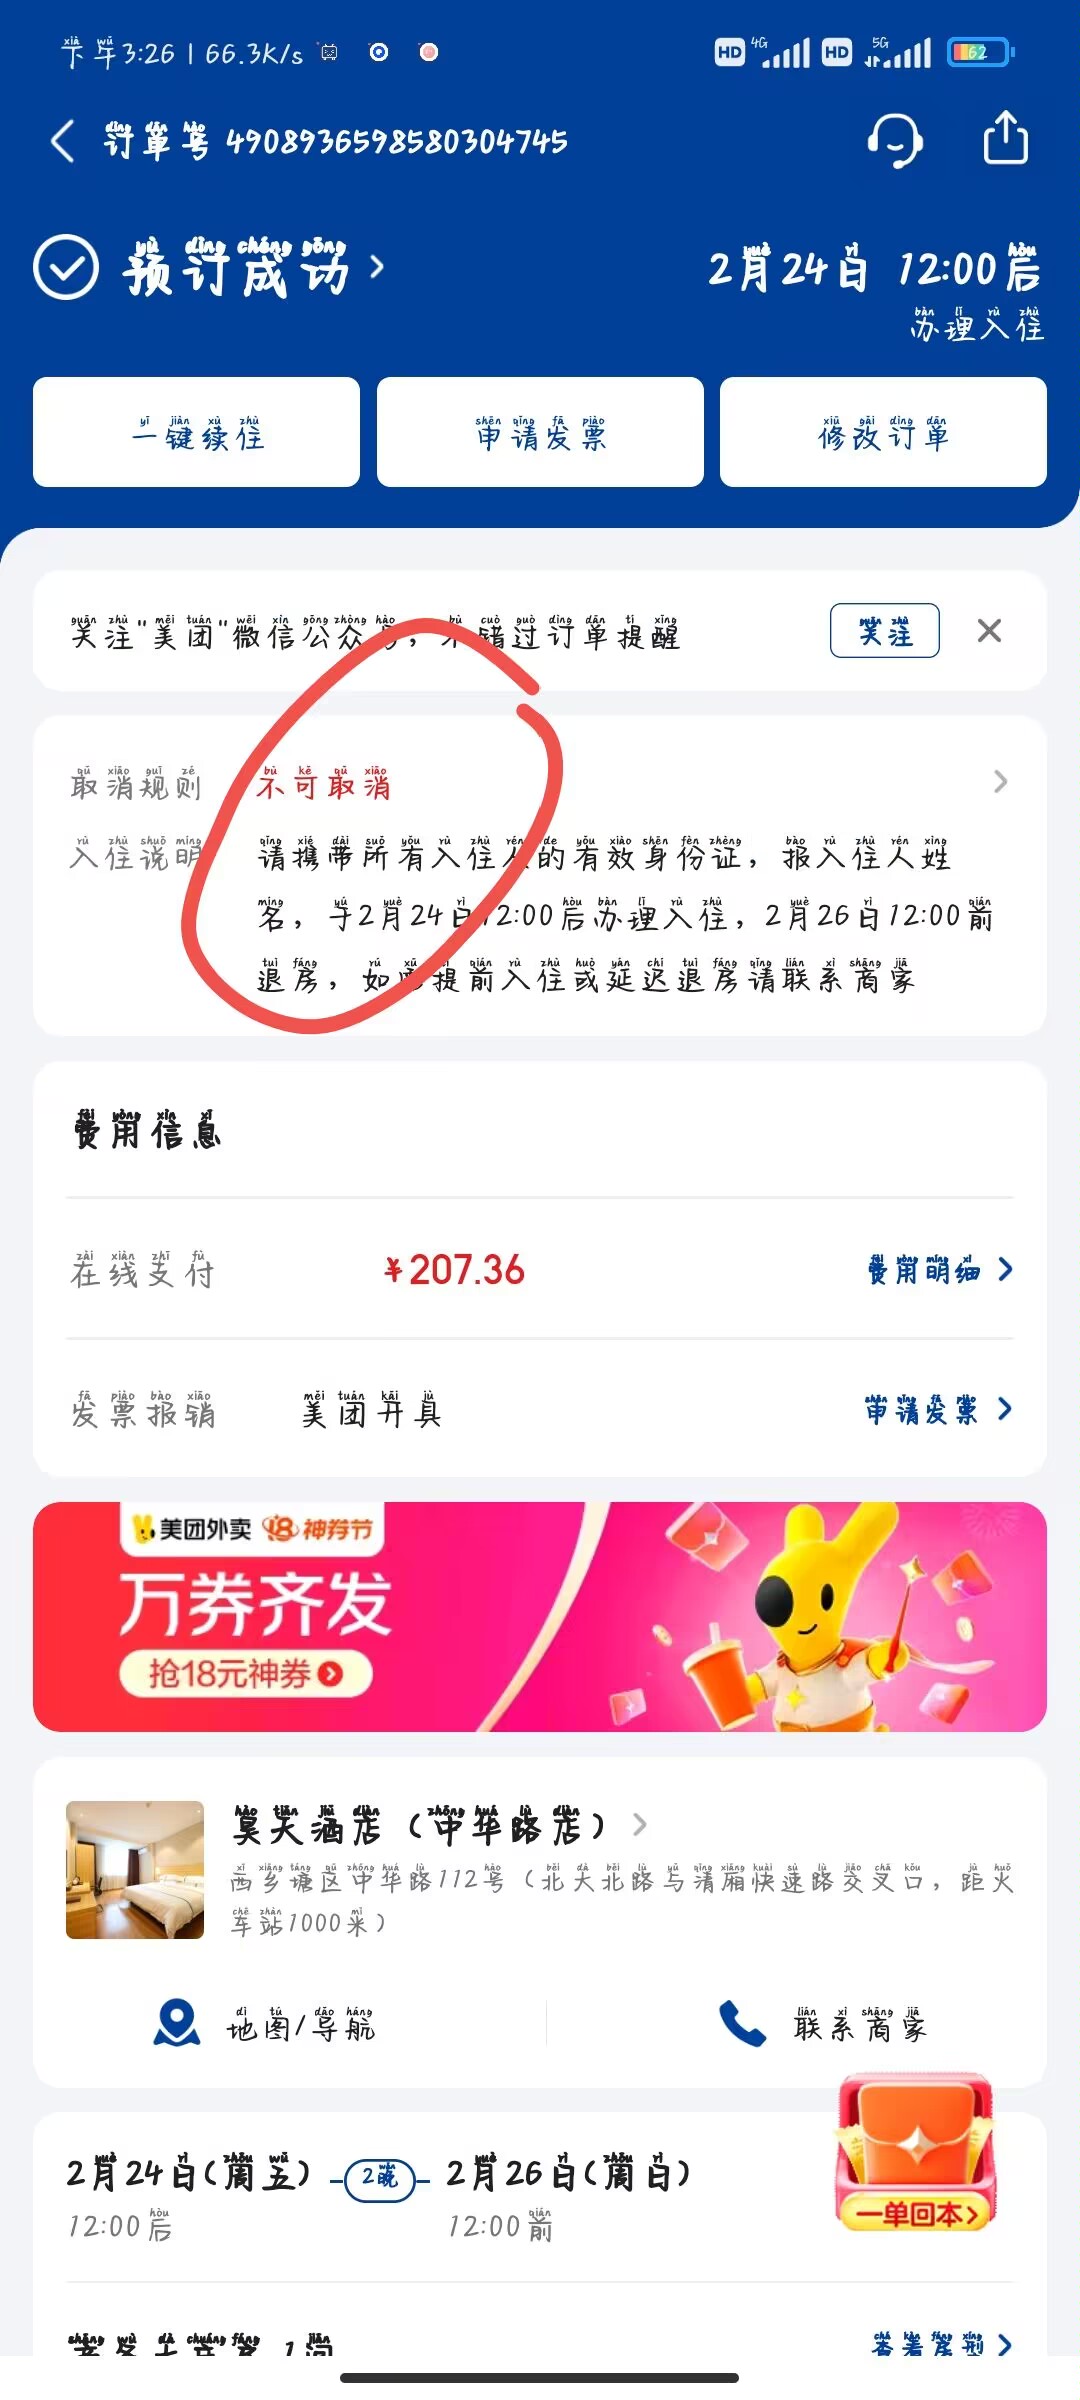 下午3:26 | 66.3K/s HD 4G HD 5G 62
订单号 4908936598580304745
预订成功
2月24日 12:00后
办理入住
一键续住 申请发票 修改订单
关注"美团"微信公众号，不错过订单提醒 关注
取消规则 不可取消
入住说明 请携带所有入住人的有效身份证，报入住人姓
名，于2月24日12:00后办理入住，2月26日12:00前
退房，如需提前入住或延迟退房请联系商家
费用信息
在线支付 ¥207.36 费用明细
发票报销 美团开具 申请发票
美团外卖 18神券节
万券齐发
抢18元神券
昊天酒店（中华路店）
西乡塘区中华路112号（北大北路与清厢快速路交叉口，距火
车站1000米）
地图/导航 联系商家
2月24日(周五) 2晚 2月26日(周日)
12:00后 12:00前
一单回本
商务大床房 1间 查看房型